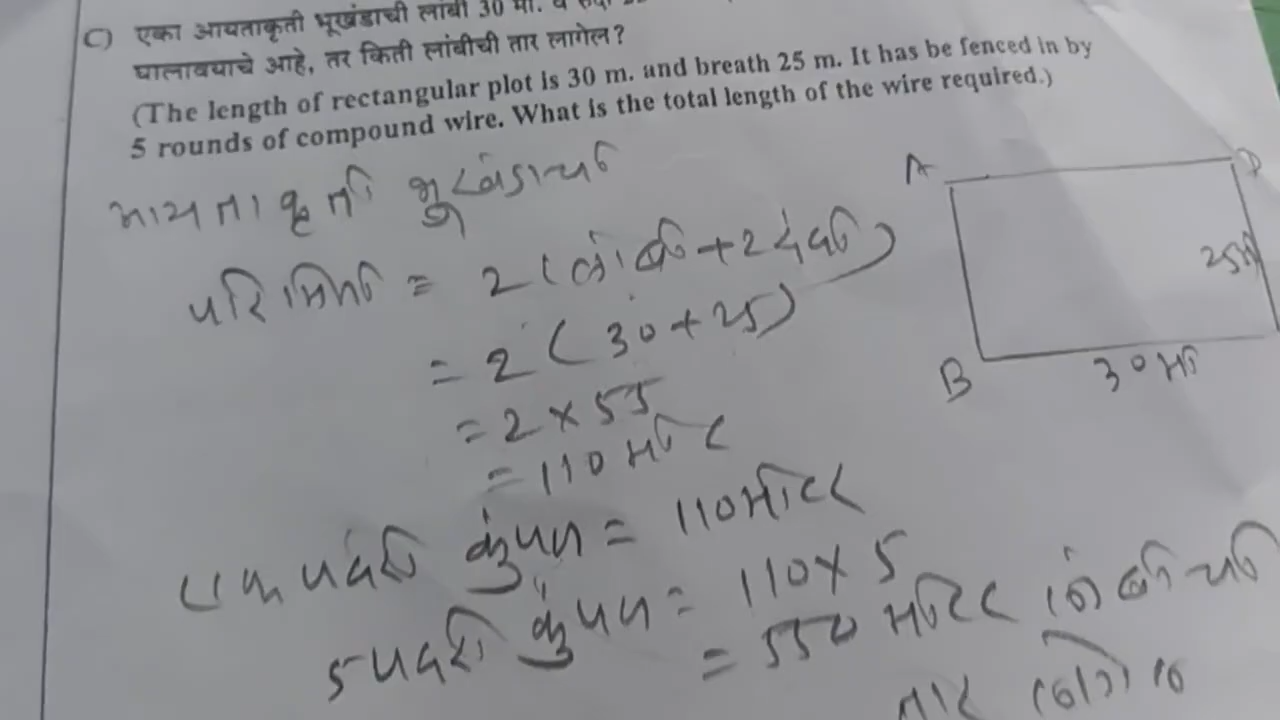 C) एका आयताकृती भूखंडाची लांबी 30 मी. व रुंदी
घालावयाचे आहे, तर किती लांबीची तार लागेल?
(The length of rectangular plot is 30 m. and breath 25 m. It has be fenced in by
5 rounds of compound wire. What is the total length of the wire required.)
आयताकृती भूखंडाची
परिमिती = 2 (लांबी + रुंदी)
= 2 (30 + 25)
= 2 × 55
= 110 मीटर
एक पदरी कुंपण = 110 मीटर
5 पदरी कुंपण = 110 × 5
= 550 मीटर लांबीची
तार लागेल
A D
25मी
B 30मी